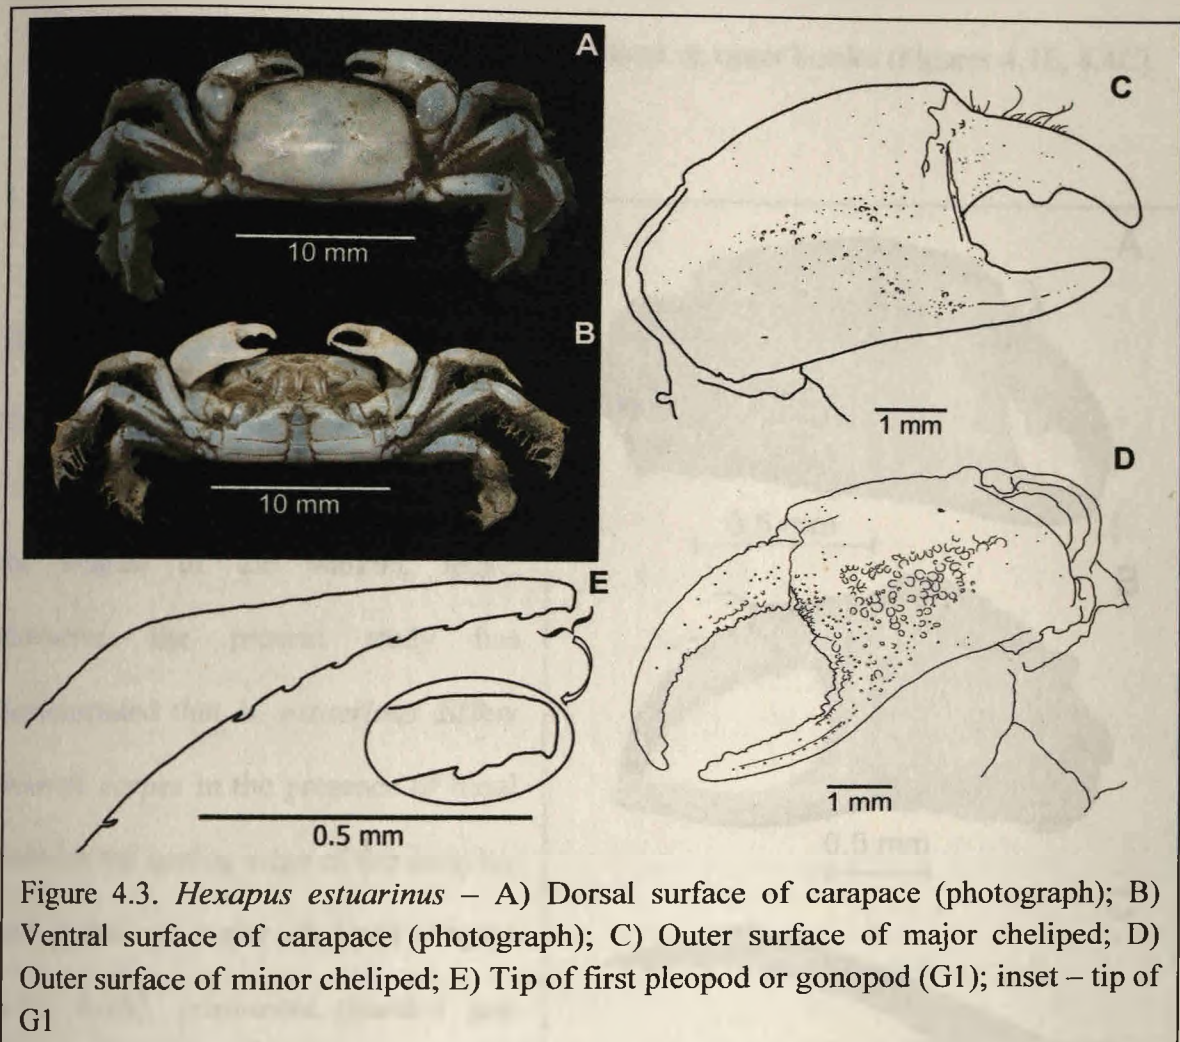 A
10 mm
B
10 mm
C
1 mm
D
1 mm
E
0.5 mm
Figure 4.3. Hexapus estuarinus – A) Dorsal surface of carapace (photograph); B)
Ventral surface of carapace (photograph); C) Outer surface of major cheliped; D)
Outer surface of minor cheliped; E) Tip of first pleopod or gonopod (G1); inset – tip of
G1